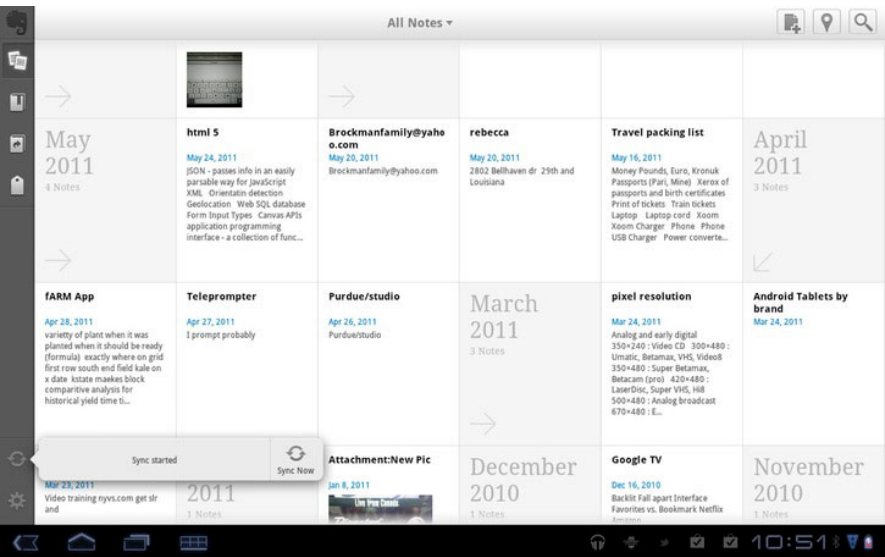 All Notes
May
2011
4 Notes
html 5
May 24, 2011
JSON - passes info in an easily
parsable way for JavaScript
XML Orientatin detection
Geolocation Web SQL database
Form Input Types Canvas APIs
application programming
interface - a collection of func...
Brockmanfamily@yaho
o.com
May 20, 2011
Brockmanfamily@yahoo.com
rebecca
May 20, 2011
2802 Bellhaven dr 29th and
Louisiana
Travel packing list
May 16, 2011
Money Pounds, Euro, Kronuk
Passports (Pari, Mine) Xerox of
passports and birth certificates
Print of tickets Train tickets
Laptop Laptop cord Xoom
Xoom Charger Phone Phone
USB Charger Power converte...
April
2011
3 Notes
fARM App
Apr 28, 2011
varietty of plant when it was
planted when it should be ready
(formula) exactly where on grid
first row south end field kale on
x date kstate maekes block
comparitive analysis for
historical yield time ti...
Teleprompter
Apr 27, 2011
I prompt probably
Purdue/studio
Apr 26, 2011
Purdue/studio
March
2011
3 Notes
pixel resolution
Mar 24, 2011
Analog and early digital
350×240 : Video CD 300×480 :
Umatic, Betamax, VHS, Video8
350×480 : Super Betamax,
Betacam (pro) 420×480 :
LaserDisc, Super VHS, Hi8
500×480 : Analog broadcast
670×480 : E...
Android Tablets by
brand
Mar 24, 2011
Sync started
Sync Now
Mar 23, 2011
Video training nyvs.com get slr
and
2011
1 Notes
Attachment:New Pic
Jan 8, 2011
Live from Canada
December
2010
1 Notes
Google TV
Dec 16, 2010
Backlit Fall apart Interface
Favorites vs. Bookmark Netflix
Amazon
November
2010
1 Notes
10:51